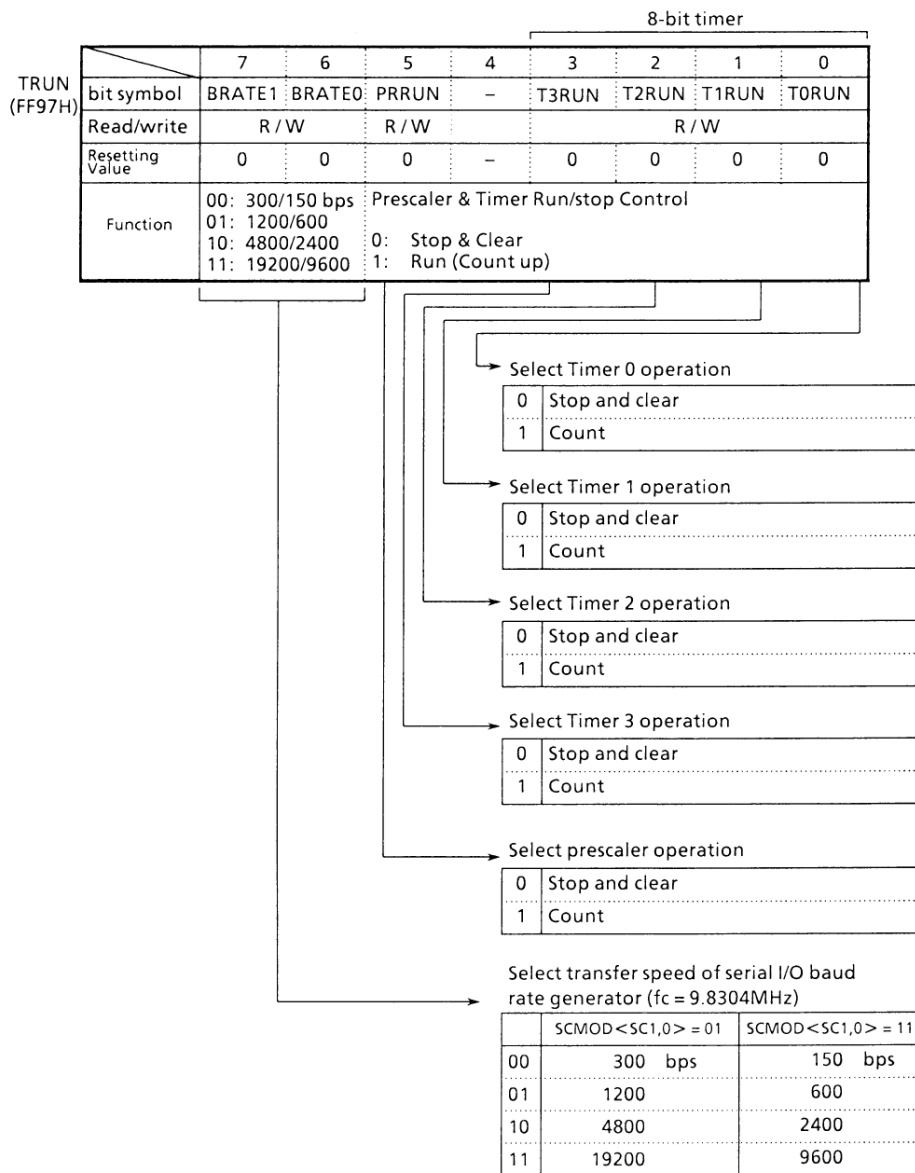 8-bit timer
TRUN
(FF97H)
7 6 5 4 3 2 1 0
bit symbol BRATE1 BRATE0 PRRUN – T3RUN T2RUN T1RUN T0RUN
Read/write R / W R / W R / W
Resetting Value 0 0 0 – 0 0 0 0
Function
00: 300/150 bps
01: 1200/600
10: 4800/2400
11: 19200/9600
Prescaler & Timer Run/stop Control
0: Stop & Clear
1: Run (Count up)
Select Timer 0 operation
0 Stop and clear
1 Count
Select Timer 1 operation
0 Stop and clear
1 Count
Select Timer 2 operation
0 Stop and clear
1 Count
Select Timer 3 operation
0 Stop and clear
1 Count
Select prescaler operation
0 Stop and clear
1 Count
Select transfer speed of serial I/O baud
rate generator (fc = 9.8304MHz)
SCMOD<SC1,0> = 01 SCMOD<SC1,0> = 11
00 300 bps 150 bps
01 1200 600
10 4800 2400
11 19200 9600